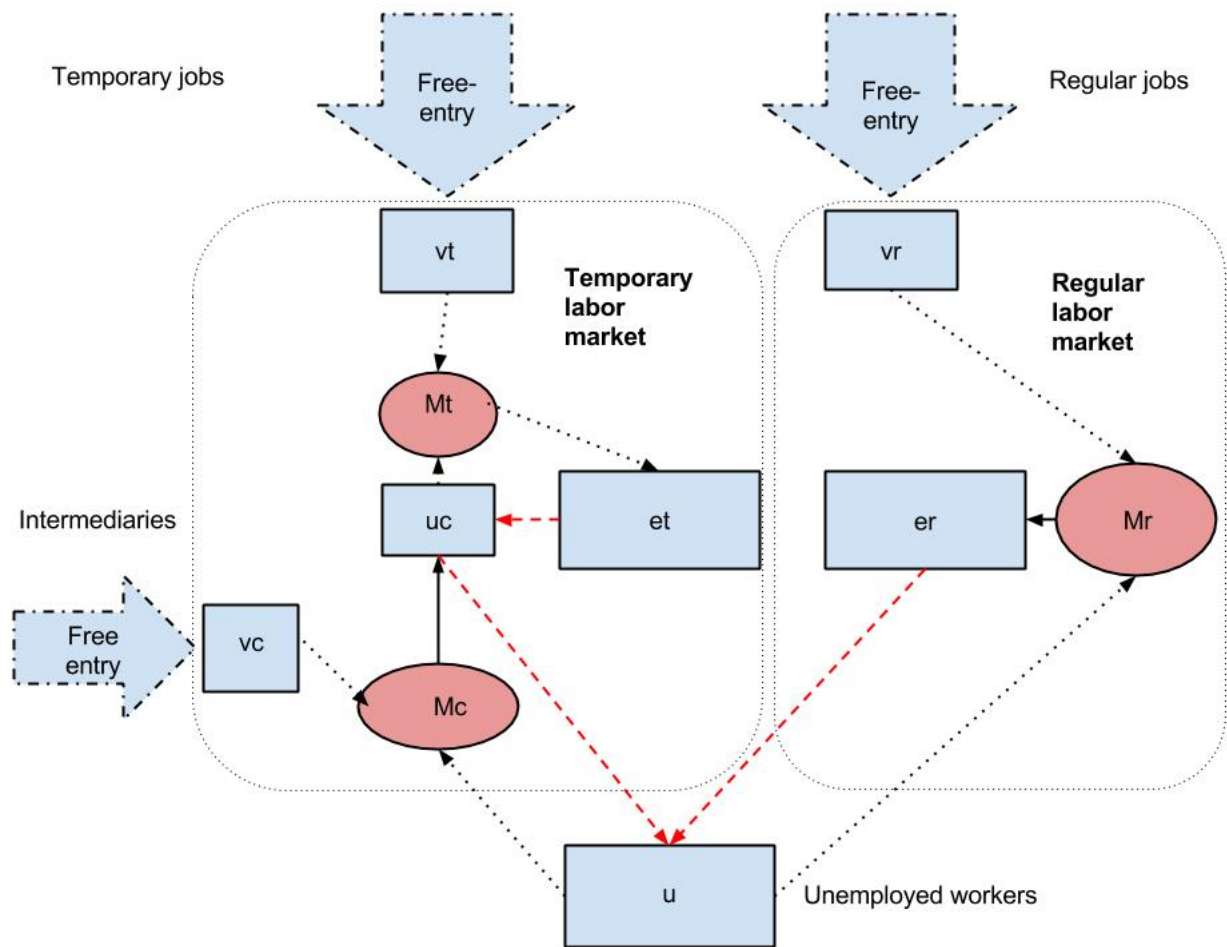 Temporary jobs
Free-
entry
Free-
entry
Regular jobs
vt
vr
Temporary
labor
market
Regular
labor
market
Mt
Intermediaries
uc
et
er
Mr
Free
entry
vc
Mc
u
Unemployed workers